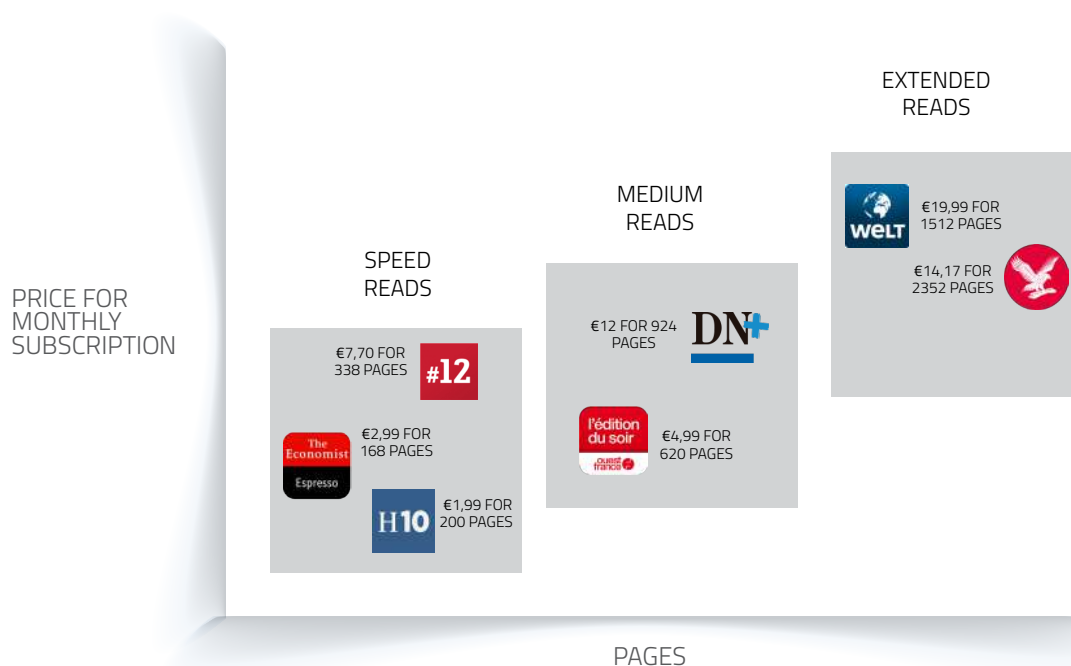 EXTENDED
READS
MEDIUM
READS
SPEED
READS
PRICE FOR
MONTHLY
SUBSCRIPTION
WELT
€19,99 FOR
1512 PAGES
€14,17 FOR
2352 PAGES
€12 FOR 924
PAGES
DN+
l'édition
du soir
ouest
france
€4,99 FOR
620 PAGES
€7,70 FOR
338 PAGES
#12
The
Economist
Espresso
€2,99 FOR
168 PAGES
H10
€1,99 FOR
200 PAGES
PAGES